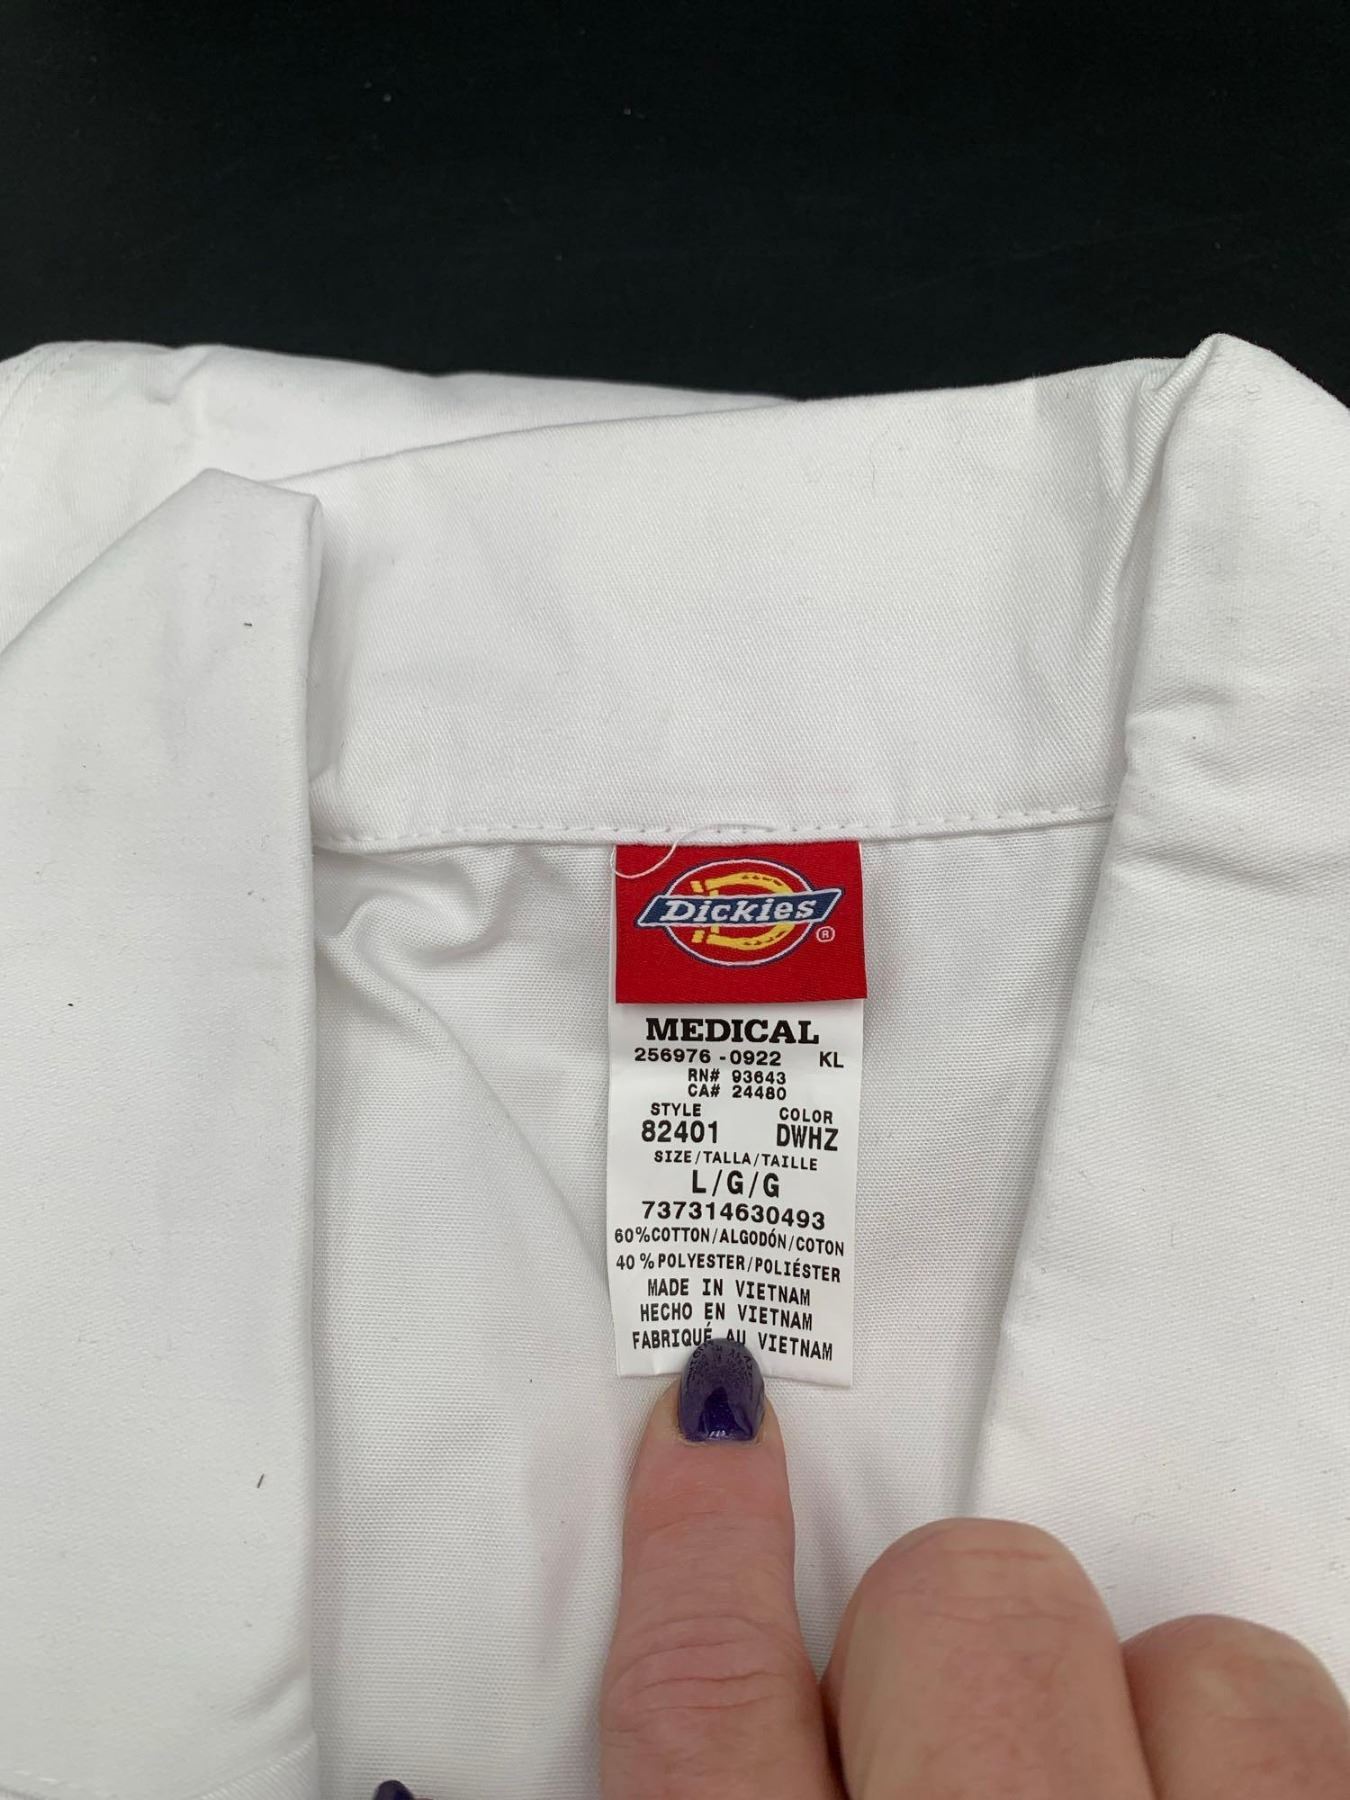 Dickies
®
MEDICAL
256976 - 0922 KL
RN# 93643
CA# 24480
STYLE COLOR
82401 DWHZ
SIZE/TALLA/TAILLE
L/G/G
737314630493
60%COTTON/ALGODÓN/COTON
40%POLYESTER/POLIÉSTER
MADE IN VIETNAM
HECHO EN VIETNAM
FABRIQUÉ AU VIETNAM